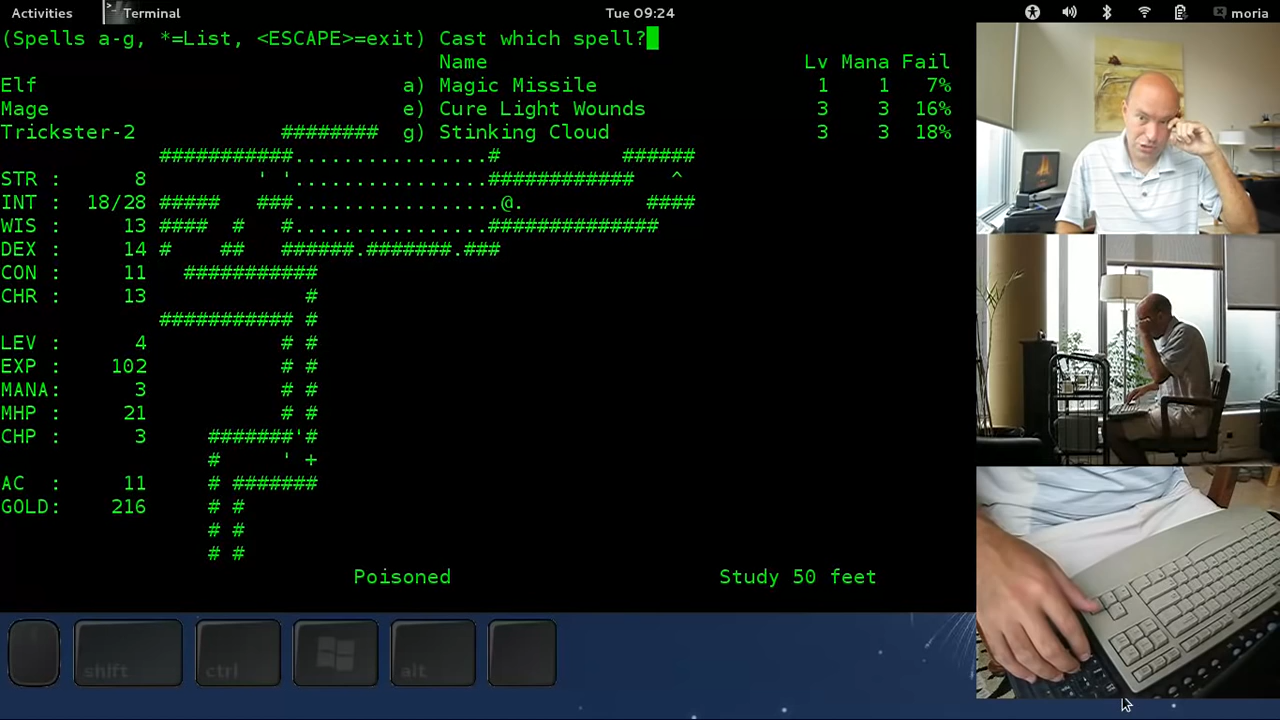 Activities Terminal Tue 09:24 moria
(Spells a-g, *=List, <ESCAPE>=exit) Cast which spell?
Name Lv Mana Fail
Elf a) Magic Missile 1 1 7%
Mage e) Cure Light Wounds 3 3 16%
Trickster-2 ######## g) Stinking Cloud 3 3 18%
###########................# ######
STR : 8 ' '................############ ^
INT : 18/28 ##### ###.................@. ####
WIS : 13 #### # #................##############
DEX : 14 # ## ######.#######.###
CON : 11 ###########
CHR : 13 #
########### #
LEV : 4 # #
EXP : 102 # #
MANA: 3 # #
MHP : 21 # #
CHP : 3 #######'#
# ' +
AC : 11 # #######
GOLD: 216 # #
# #
# #
Poisoned Study 50 feet
shift ctrl alt